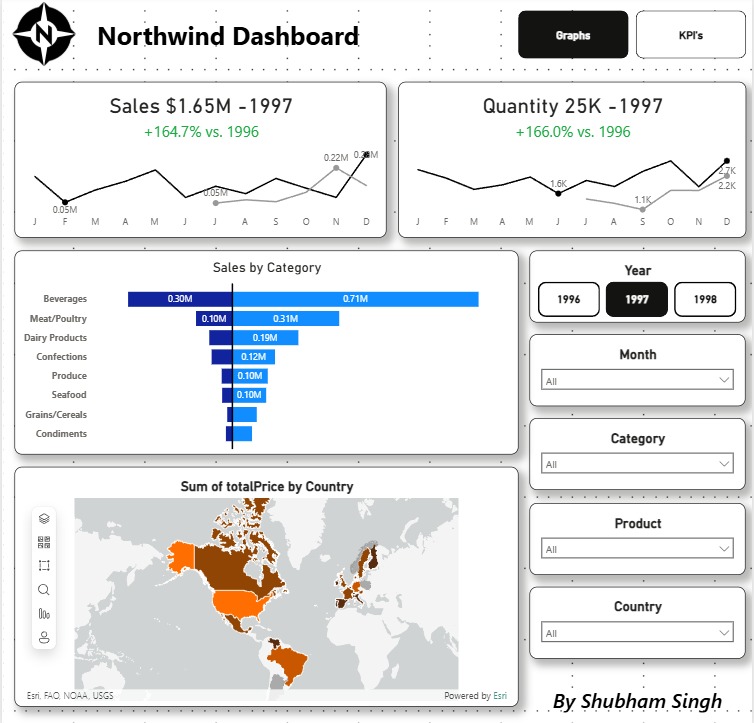 N
Northwind Dashboard
Graphs
KPI's
Sales $1.65M -1997
+164.7% vs. 1996
0.05M
0.05M
0.22M
J F M A M J J A S O N D
Quantity 25K -1997
+166.0% vs. 1996
1.6K
1.1K
2.7K
2.2K
J F M A M J J A S O N D
Sales by Category
Beverages 0.30M 0.71M
Meat/Poultry 0.10M 0.31M
Dairy Products 0.19M
Confections 0.12M
Produce 0.10M
Seafood 0.10M
Grains/Cereals
Condiments
Year
1996 1997 1998
Month
All
Category
All
Product
All
Country
All
Sum of totalPrice by Country
Esri, FAO, NOAA, USGS
Powered by Esri
By Shubham Singh